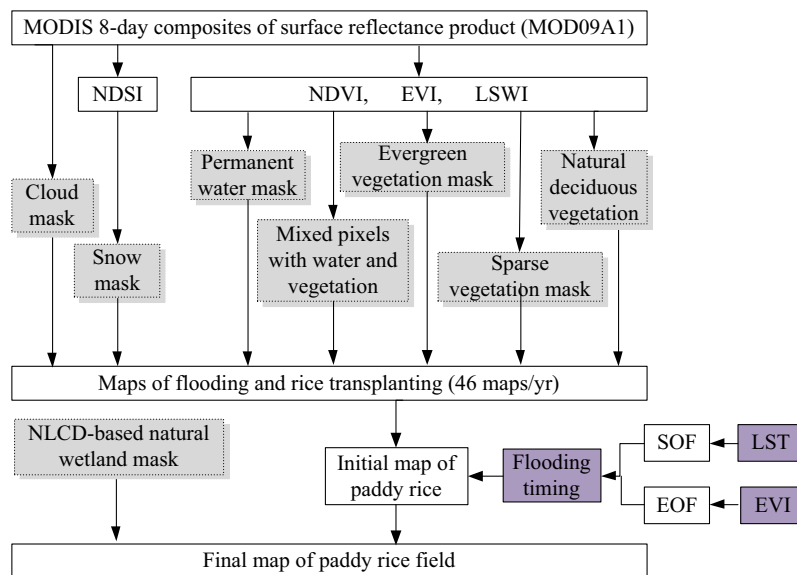 MODIS 8-day composites of surface reflectance product (MOD09A1)
NDSI
NDVI, EVI, LSWI
Cloud
mask
Snow
mask
Permanent
water mask
Mixed pixels
with water and
vegetation
Evergreen
vegetation mask
Sparse
vegetation mask
Natural
deciduous
vegetation
Maps of flooding and rice transplanting (46 maps/yr)
NLCD-based natural
wetland mask
Initial map of
paddy rice
Flooding
timing
SOF
LST
EOF
EVI
Final map of paddy rice field